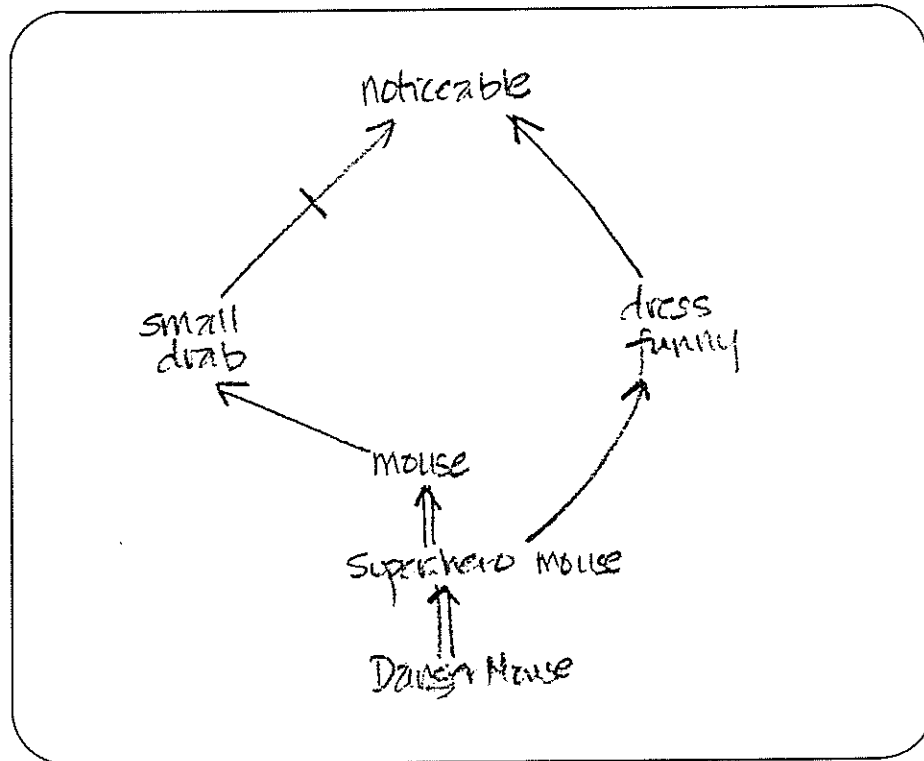 noticeable
small
drab
dress
funny
mouse
Superhero mouse
Danger Mouse